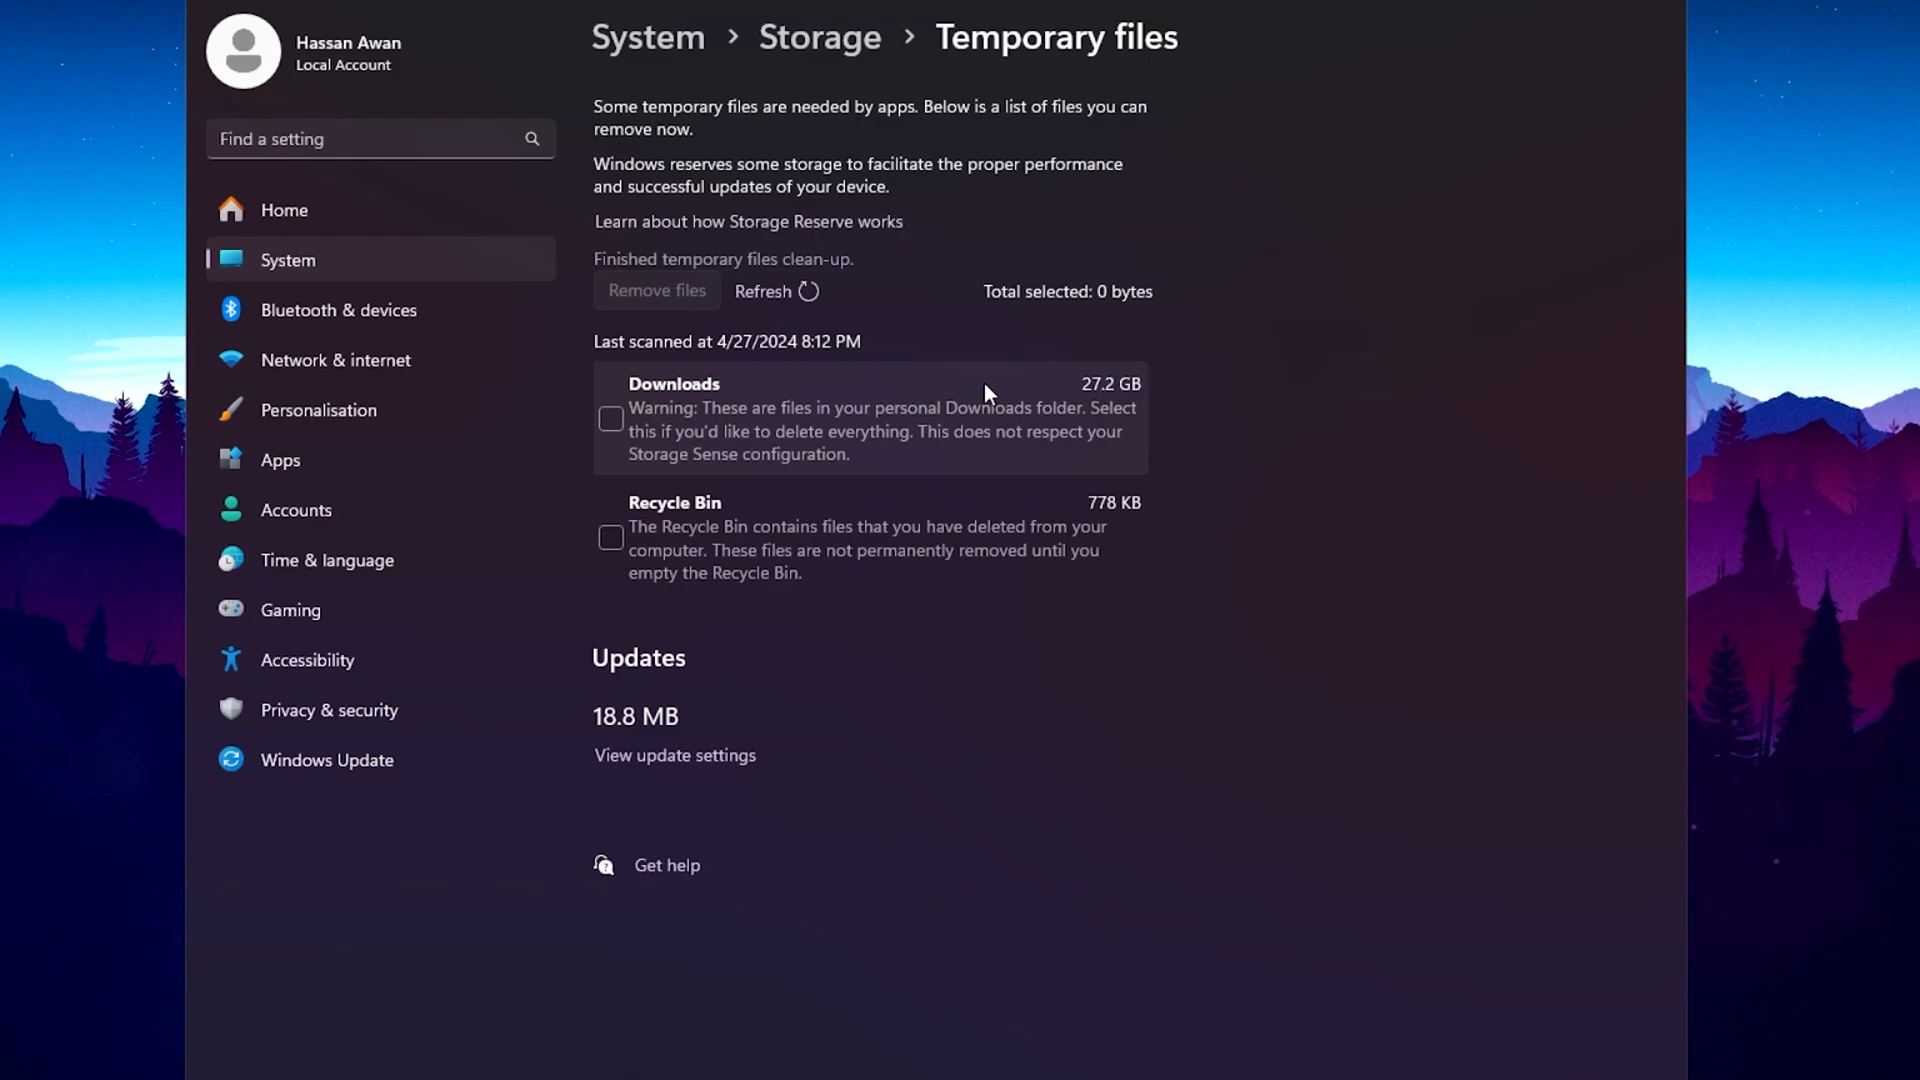 Hassan Awan
Local Account
Find a setting
Home
System
Bluetooth & devices
Network & internet
Personalisation
Apps
Accounts
Time & language
Gaming
Accessibility
Privacy & security
Windows Update
System > Storage > Temporary files
Some temporary files are needed by apps. Below is a list of files you can
remove now.
Windows reserves some storage to facilitate the proper performance
and successful updates of your device.
Learn about how Storage Reserve works
Finished temporary files clean-up.
Remove files Refresh Total selected: 0 bytes
Last scanned at 4/27/2024 8:12 PM
Downloads 27.2 GB
Warning: These are files in your personal Downloads folder. Select
this if you'd like to delete everything. This does not respect your
Storage Sense configuration.
Recycle Bin 778 KB
The Recycle Bin contains files that you have deleted from your
computer. These files are not permanently removed until you
empty the Recycle Bin.
Updates
18.8 MB
View update settings
Get help